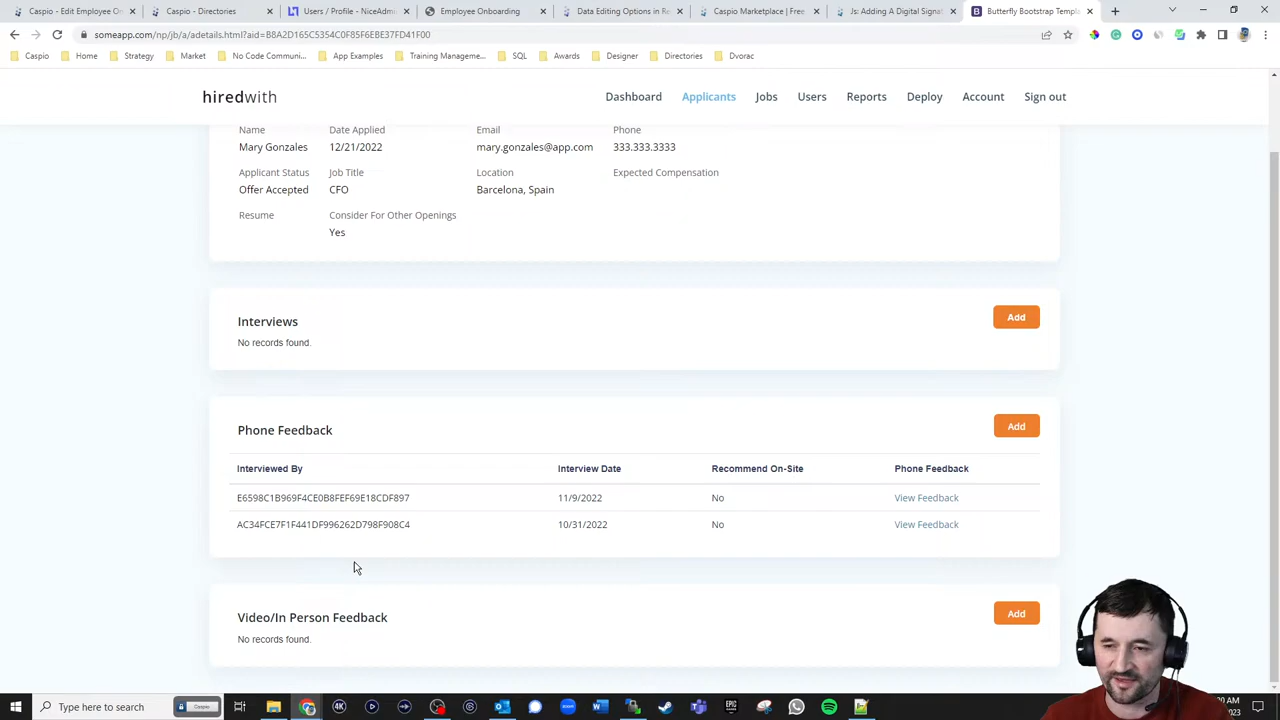 Caspio - Edit Employee On
Caspio - Directories
Users / Profile - NiceAdmi
Employee Onboarding
Data Editing Options in Re
Caspio Marketplace | Free
Js: Adding A Digital Signat
Butterfly Bootstrap Templ
someapp.com/np/jb/a/adetails.html?aid=B8A2D165C5354C0F85F6EBE37FD41F00
Caspio Home Strategy Market No Code Communi... App Examples Training Manageme... SQL Awards Designer Directories Dvorac
hiredwith Dashboard Applicants Jobs Users Reports Deploy Account Sign out
Name Date Applied Email Phone
Mary Gonzales 12/21/2022 mary.gonzales@app.com 333.333.3333
Applicant Status Job Title Location Expected Compensation
Offer Accepted CFO Barcelona, Spain
Resume Consider For Other Openings
Yes
Interviews Add
No records found.
Phone Feedback Add
Interviewed By Interview Date Recommend On-Site Phone Feedback
E6598C1B969F4CE0B8FEF69E18CDF897 11/9/2022 No View Feedback
AC34FCE7F1F441DF996262D798F908C4 10/31/2022 No View Feedback
Video/In Person Feedback Add
No records found.
Type here to search Caspio